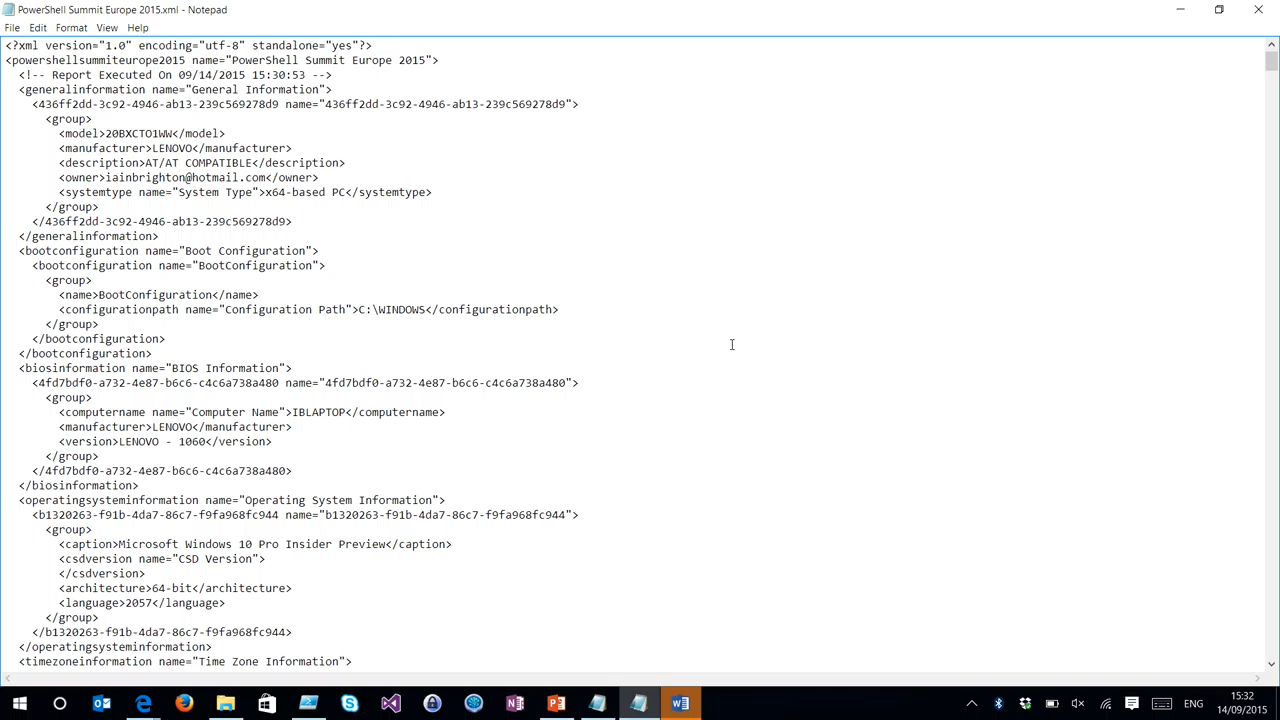 PowerShell Summit Europe 2015.xml - Notepad
File Edit Format View Help
<?xml version="1.0" encoding="utf-8" standalone="yes"?>
<powershellsummiteurope2015 name="PowerShell Summit Europe 2015">
  <!-- Report Executed On 09/14/2015 15:30:53 -->
  <generalinformation name="General Information">
    <436ff2dd-3c92-4946-ab13-239c569278d9 name="436ff2dd-3c92-4946-ab13-239c569278d9">
      <group>
        <model>20BXCTO1WW</model>
        <manufacturer>LENOVO</manufacturer>
        <description>AT/AT COMPATIBLE</description>
        <owner>iainbrighton@hotmail.com</owner>
        <systemtype name="System Type">x64-based PC</systemtype>
      </group>
    </436ff2dd-3c92-4946-ab13-239c569278d9>
  </generalinformation>
  <bootconfiguration name="Boot Configuration">
    <bootconfiguration name="BootConfiguration">
      <group>
        <name>BootConfiguration</name>
        <configurationpath name="Configuration Path">C:\WINDOWS</configurationpath>
      </group>
    </bootconfiguration>
  </bootconfiguration>
  <biosinformation name="BIOS Information">
    <4fd7bdf0-a732-4e87-b6c6-c4c6a738a480 name="4fd7bdf0-a732-4e87-b6c6-c4c6a738a480">
      <group>
        <computername name="Computer Name">IBLAPTOP</computername>
        <manufacturer>LENOVO</manufacturer>
        <version>LENOVO - 1060</version>
      </group>
    </4fd7bdf0-a732-4e87-b6c6-c4c6a738a480>
  </biosinformation>
  <operatingsysteminformation name="Operating System Information">
    <b1320263-f91b-4da7-86c7-f9fa968fc944 name="b1320263-f91b-4da7-86c7-f9fa968fc944">
      <group>
        <caption>Microsoft Windows 10 Pro Insider Preview</caption>
        <csdversion name="CSD Version">
        </csdversion>
        <architecture>64-bit</architecture>
        <language>2057</language>
      </group>
    </b1320263-f91b-4da7-86c7-f9fa968fc944>
  </operatingsysteminformation>
  <timezoneinformation name="Time Zone Information">
ENG
15:32
14/09/2015